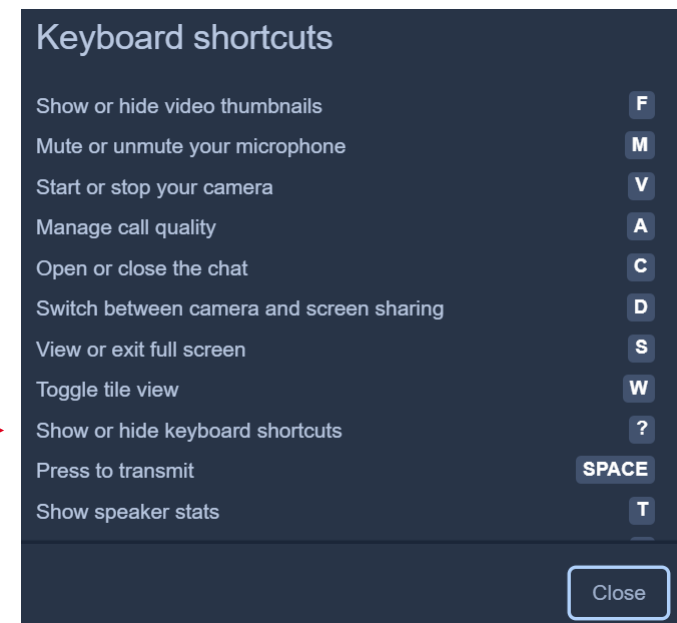 Keyboard shortcuts
Show or hide video thumbnails F
Mute or unmute your microphone M
Start or stop your camera V
Manage call quality A
Open or close the chat C
Switch between camera and screen sharing D
View or exit full screen S
Toggle tile view W
Show or hide keyboard shortcuts ?
Press to transmit SPACE
Show speaker stats T
Close